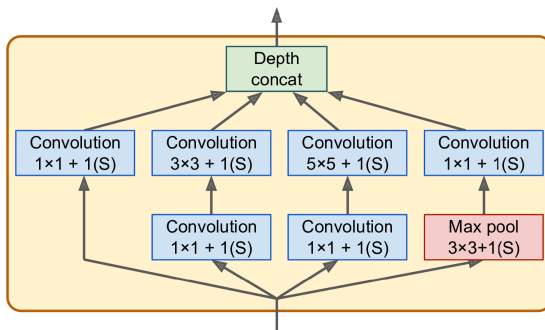 Depth
concat
Convolution
1×1 + 1(S)
Convolution
3×3 + 1(S)
Convolution
5×5 + 1(S)
Convolution
1×1 + 1(S)
Convolution
1×1 + 1(S)
Convolution
1×1 + 1(S)
Max pool
3×3+1(S)